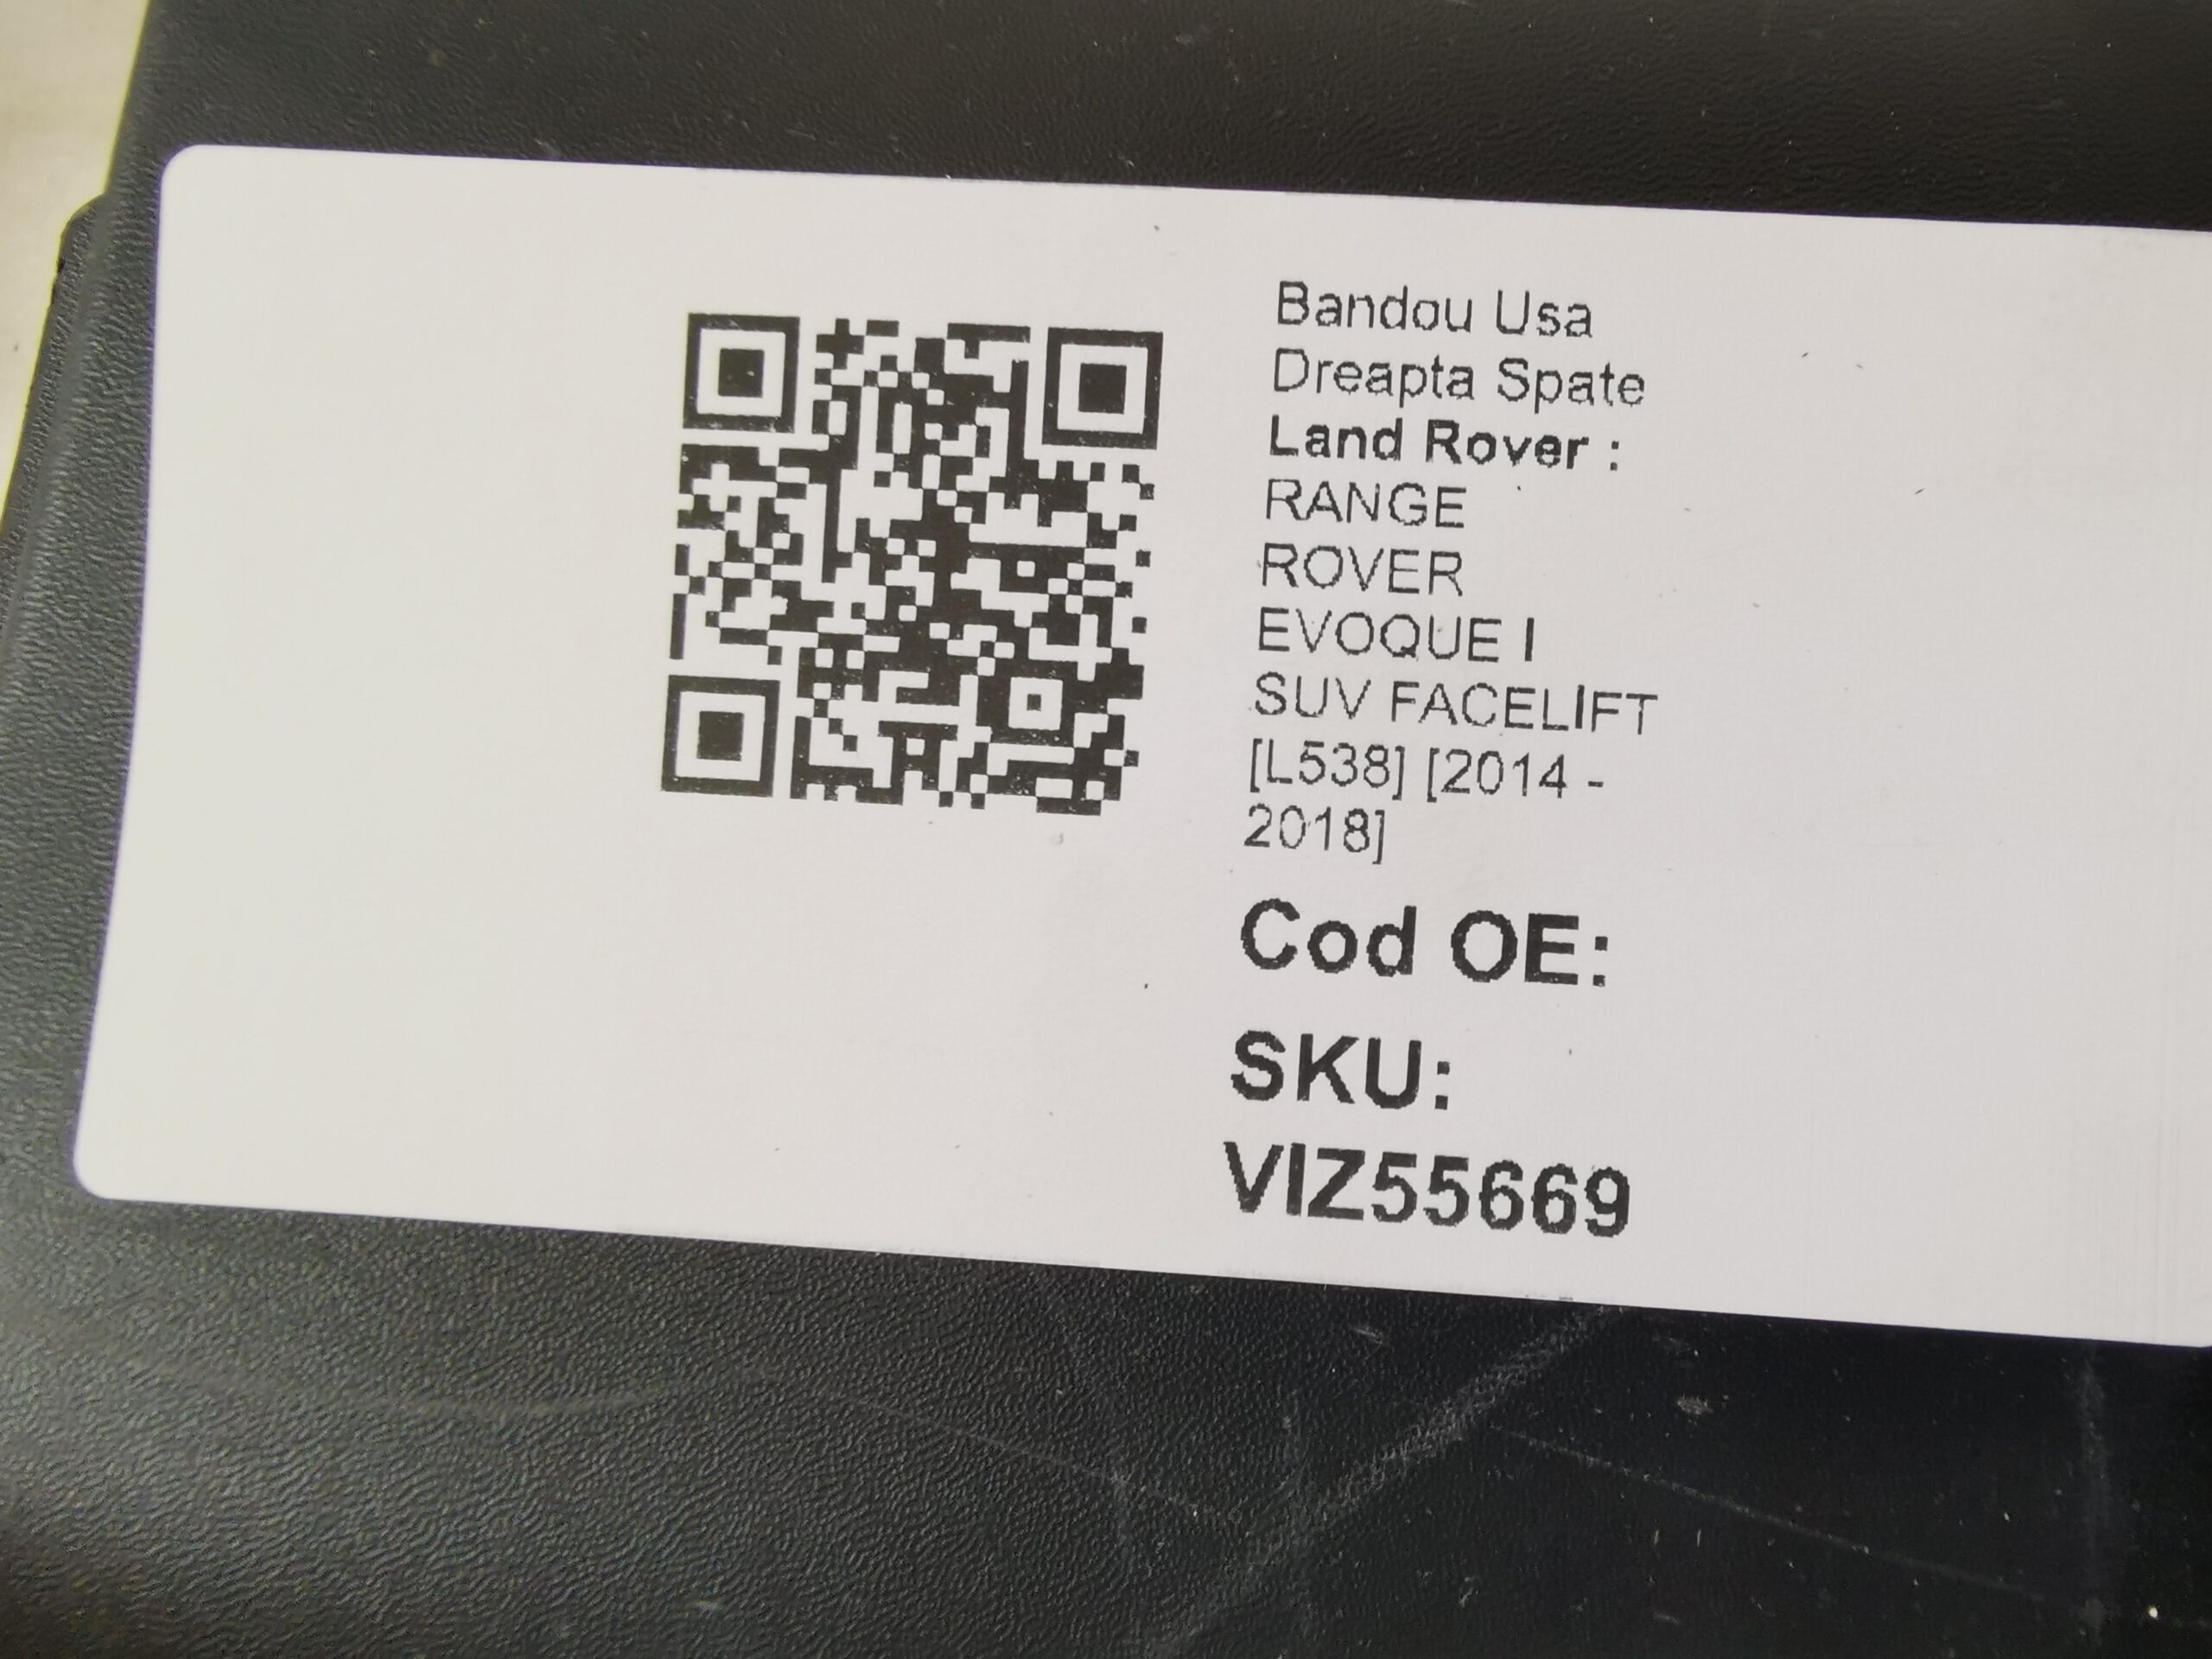 Bandou Usa
Dreapta Spate
Land Rover :
RANGE
ROVER
EVOQUE I
SUV FACELIFT
[L538] [2014 -
2018]
Cod OE:
SKU:
VIZ55669